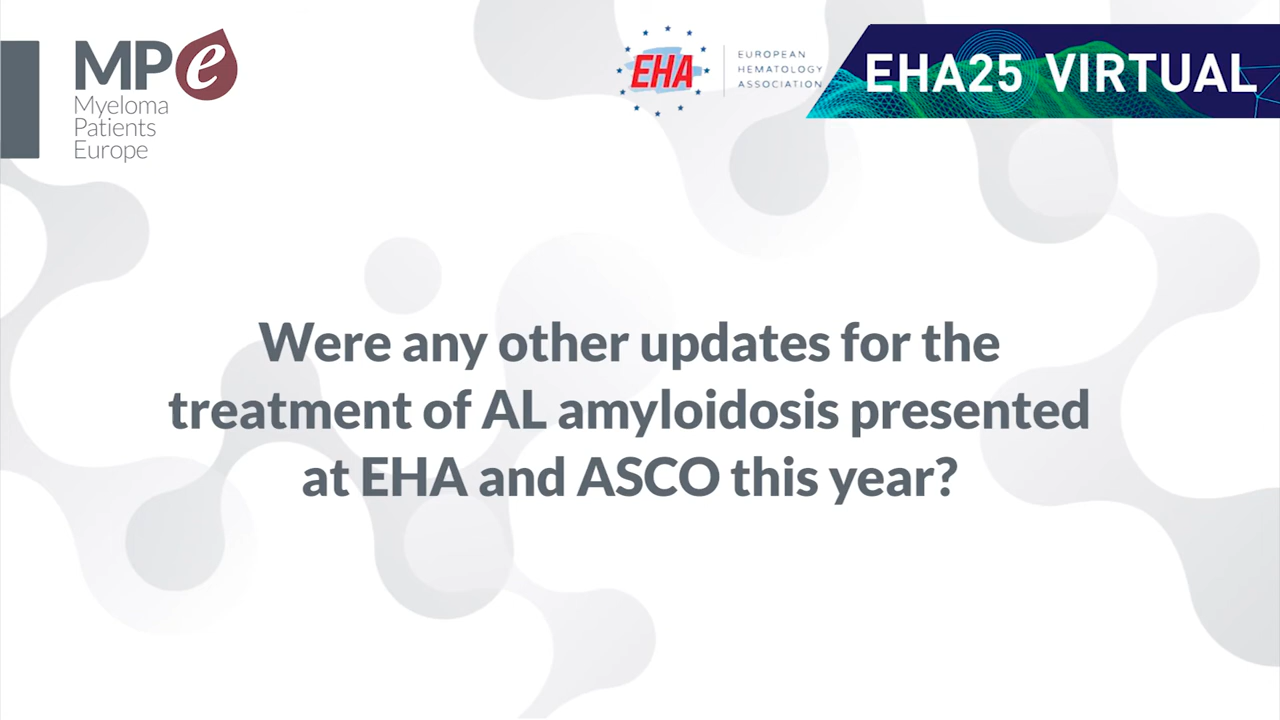 MPe
Myeloma
Patients
Europe
EHA
EUROPEAN
HEMATOLOGY
ASSOCIATION
EHA25 VIRTUAL
Were any other updates for the
treatment of AL amyloidosis presented
at EHA and ASCO this year?